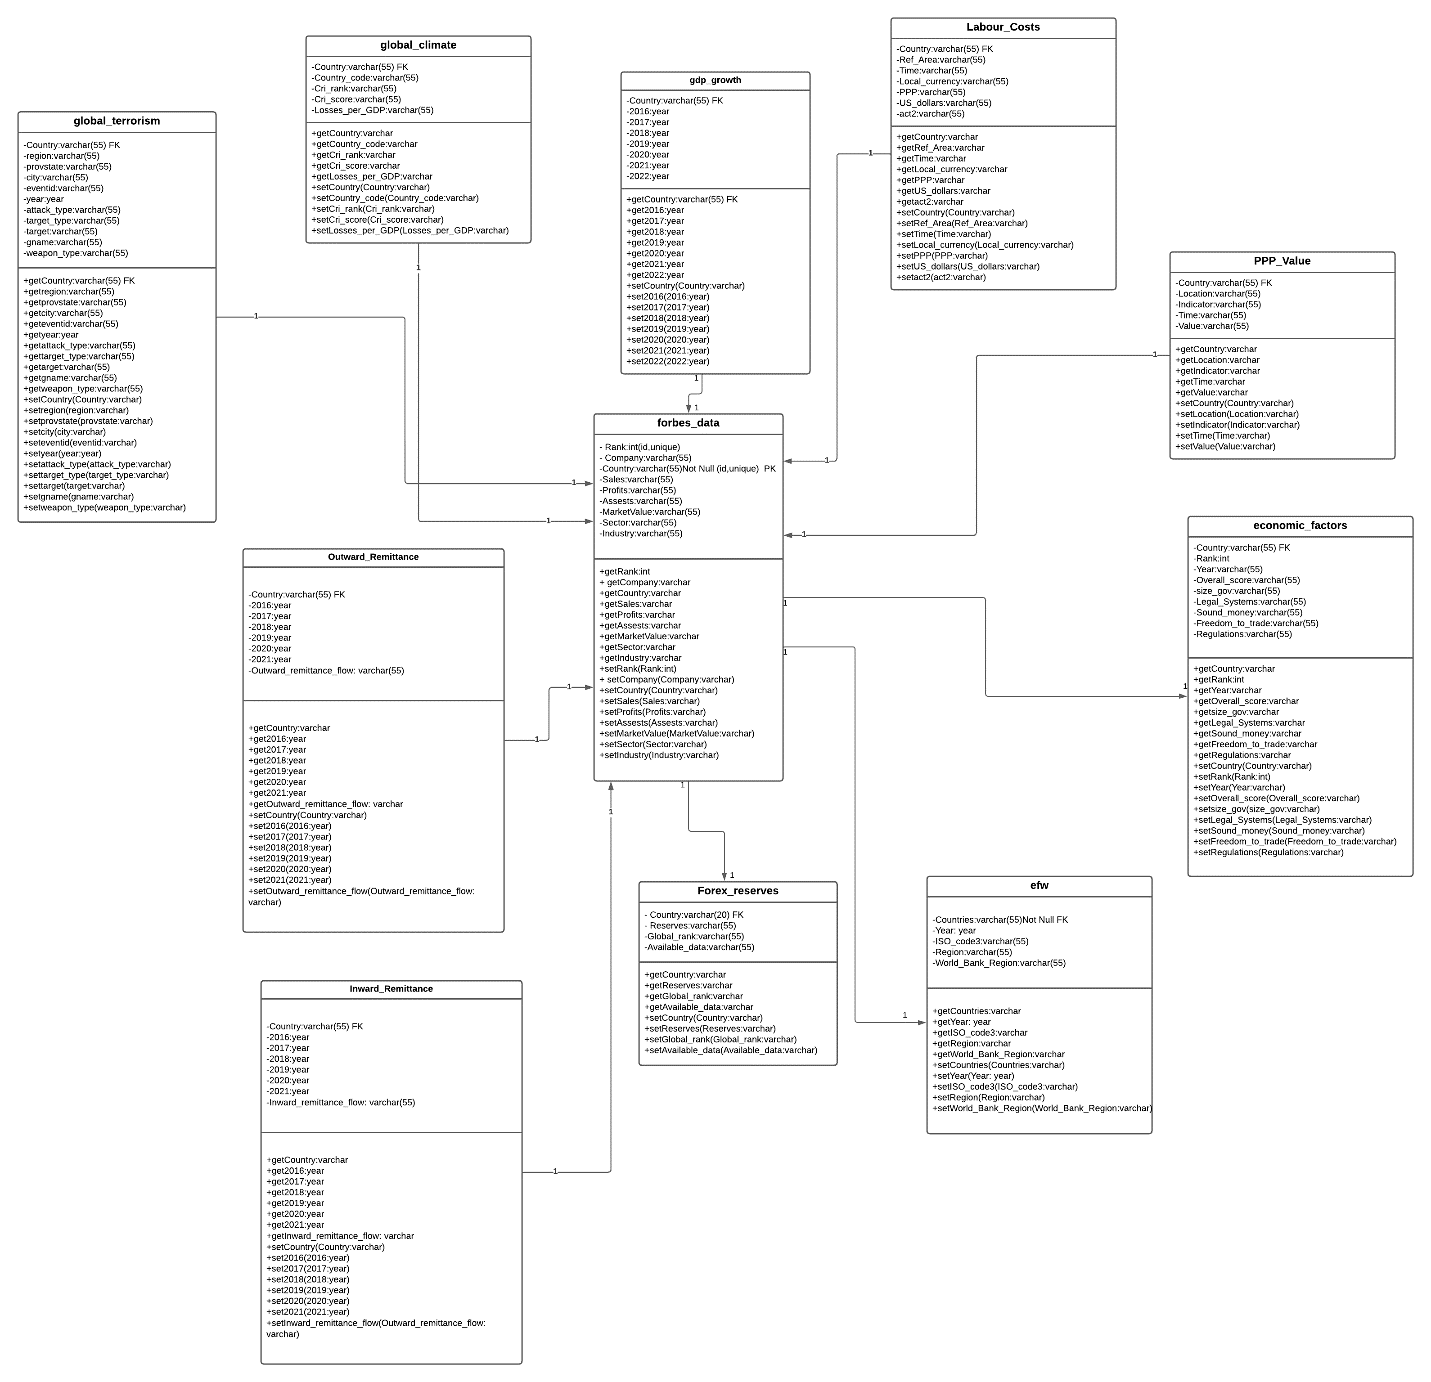 global_terrorism
-Country:varchar(55) FK
-region:varchar(55)
-provstate:varchar(55)
-city:varchar(55)
-eventid:varchar(55)
-year:year
-attack_type:varchar(55)
-target_type:varchar(55)
-target:varchar(55)
-gname:varchar(55)
-weapon_type:varchar(55)
+getCountry:varchar(55) FK
+getregion:varchar(55)
+getprovstate:varchar(55)
+getcity:varchar(55)
+geteventid:varchar(55)
+getyear:year
+getattack_type:varchar(55)
+gettarget_type:varchar(55)
+getarget:varchar(55)
+getgname:varchar(55)
+getweapon_type:varchar(55)
+setCountry(Country:varchar)
+setregion(region:varchar)
+setprovstate(provstate:varchar)
+setcity(city:varchar)
+seteventid(eventid:varchar)
+setyear(year:year)
+setattack_type(attack_type:varchar)
+settarget_type(target_type:varchar)
+settarget(target:varchar)
+setgname(gname:varchar)
+setweapon_type(weapon_type:varchar)
1
1
global_climate
-Country:varchar(55) FK
-Country_code:varchar(55)
-Cri_rank:varchar(55)
-Cri_score:varchar(55)
-Losses_per_GDP:varchar(55)
+getCountry:varchar
+getCountry_code:varchar
+getCri_rank:varchar
+getCri_score:varchar
+getLosses_per_GDP:varchar
+setCountry(Country:varchar)
+setCountry_code(Country_code:varchar)
+setCri_rank(Cri_rank:varchar)
+setCri_score(Cri_score:varchar)
+setLosses_per_GDP(Losses_per_GDP:varchar)
1
1
gdp_growth
-Country:varchar(55) FK
-2016:year
-2017:year
-2018:year
-2019:year
-2020:year
-2021:year
-2022:year
+getCountry:varchar(55) FK
+get2016:year
+get2017:year
+get2018:year
+get2019:year
+get2020:year
+get2021:year
+get2022:year
+setCountry(Country:varchar)
+set2016(2016:year)
+set2017(2017:year)
+set2018(2018:year)
+set2019(2019:year)
+set2020(2020:year)
+set2021(2021:year)
+set2022(2022:year)
1
1
Labour_Costs
-Country:varchar(55) FK
-Ref_Area:varchar(55)
-Time:varchar(55)
-Local_currency:varchar(55)
-PPP:varchar(55)
-US_dollars:varchar(55)
-act2:varchar(55)
+getCountry:varchar
+getRef_Area:varchar
+getTime:varchar
+getLocal_currency:varchar
+getPPP:varchar
+getUS_dollars:varchar
+getact2:varchar
+setCountry(Country:varchar)
+setRef_Area(Ref_Area:varchar)
+setTime(Time:varchar)
+setLocal_currency(Local_currency:varchar)
+setPPP(PPP:varchar)
+setUS_dollars(US_dollars:varchar)
+setact2(act2:varchar)
1
1
PPP_Value
-Country:varchar(55) FK
-Location:varchar(55)
-Indicator:varchar(55)
-Time:varchar(55)
-Value:varchar(55)
+getCountry:varchar
+getLocation:varchar
+getIndicator:varchar
+getTime:varchar
+getValue:varchar
+setCountry(Country:varchar)
+setLocation(Location:varchar)
+setIndicator(Indicator:varchar)
+setTime(Time:varchar)
+setValue(Value:varchar)
1
1
forbes_data
- Rank:int(id,unique)
- Company:varchar(55)
-Country:varchar(55)Not Null (id,unique) PK
-Sales:varchar(55)
-Profits:varchar(55)
-Assests:varchar(55)
-MarketValue:varchar(55)
-Sector:varchar(55)
-Industry:varchar(55)
+getRank:int
+ getCompany:varchar
+getCountry:varchar
+getSales:varchar
+getProfits:varchar
+getAssests:varchar
+getMarketValue:varchar
+getSector:varchar
+getIndustry:varchar
+setRank(Rank:int)
+ setCompany(Company:varchar)
+setCountry(Country:varchar)
+setSales(Sales:varchar)
+setProfits(Profits:varchar)
+setAssests(Assests:varchar)
+setMarketValue(MarketValue:varchar)
+setSector(Sector:varchar)
+setIndustry(Industry:varchar)
1
1
economic_factors
-Country:varchar(55) FK
-Rank:int
-Year:varchar(55)
-Overall_score:varchar(55)
-size_gov:varchar(55)
-Legal_Systems:varchar(55)
-Sound_money:varchar(55)
-Freedom_to_trade:varchar(55)
-Regulations:varchar(55)
+getCountry:varchar
+getRank:int
+getYear:varchar
+getOverall_score:varchar
+getsize_gov:varchar
+getLegal_Systems:varchar
+getSound_money:varchar
+getFreedom_to_trade:varchar
+getRegulations:varchar
+setCountry(Country:varchar)
+setRank(Rank:int)
+setYear(Year:varchar)
+setOverall_score(Overall_score:varchar)
+setsize_gov(size_gov:varchar)
+setLegal_Systems(Legal_Systems:varchar)
+setSound_money(Sound_money:varchar)
+setFreedom_to_trade(Freedom_to_trade:varchar)
+setRegulations(Regulations:varchar)
Outward_Remittance
-Country:varchar(55) FK
-2016:year
-2017:year
-2018:year
-2019:year
-2020:year
-2021:year
-Outward_remittance_flow: varchar(55)
+getCountry:varchar
+get2016:year
+get2017:year
+get2018:year
+get2019:year
+get2020:year
+get2021:year
+getOutward_remittance_flow: varchar
+setCountry(Country:varchar)
+set2016(2016:year)
+set2017(2017:year)
+set2018(2018:year)
+set2019(2019:year)
+set2020(2020:year)
+set2021(2021:year)
+setOutward_remittance_flow(Outward_remittance_flow:
varchar)
1
1
Forex_reserves
- Country:varchar(20) FK
- Reserves:varchar(55)
-Global_rank:varchar(55)
-Available_data:varchar(55)
+getCountry:varchar
+getReserves:varchar
+getGlobal_rank:varchar
+getAvailable_data:varchar
+setCountry(Country:varchar)
+setReserves(Reserves:varchar)
+setGlobal_rank(Global_rank:varchar)
+setAvailable_data(Available_data:varchar)
1
1
efw
-Countries:varchar(55)Not Null FK
-Year: year
-ISO_code3:varchar(55)
-Region:varchar(55)
-World_Bank_Region:varchar(55)
+getCountries:varchar
+getYear: year
+getISO_code3:varchar
+getRegion:varchar
+getWorld_Bank_Region:varchar
+setCountries(Countries:varchar)
+setYear(Year: year)
+setISO_code3(ISO_code3:varchar)
+setRegion(Region:varchar)
+setWorld_Bank_Region(World_Bank_Region:varchar)
1
1
Inward_Remittance
-Country:varchar(55) FK
-2016:year
-2017:year
-2018:year
-2019:year
-2020:year
-2021:year
-Inward_remittance_flow: varchar(55)
+getCountry:varchar
+get2016:year
+get2017:year
+get2018:year
+get2019:year
+get2020:year
+get2021:year
+getInward_remittance_flow: varchar
+setCountry(Country:varchar)
+set2016(2016:year)
+set2017(2017:year)
+set2018(2018:year)
+set2019(2019:year)
+set2020(2020:year)
+set2021(2021:year)
+setInward_remittance_flow(Outward_remittance_flow:
varchar)
1
1